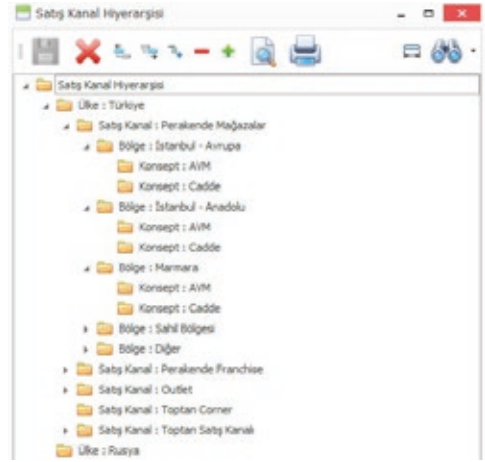 Satış Kanal Hiyerarşisi
Satış Kanal Hiyerarşisi
Ülke : Türkiye
Satış Kanal : Perakende Mağazalar
Bölge : İstanbul - Avrupa
Konsept : AVM
Konsept : Cadde
Bölge : İstanbul - Anadolu
Konsept : AVM
Konsept : Cadde
Bölge : Marmara
Konsept : AVM
Konsept : Cadde
Bölge : Sahil Bölgesi
Bölge : Diğer
Satış Kanal : Perakende Franchise
Satış Kanal : Outlet
Satış Kanal : Toptan Corner
Satış Kanal : Toptan Satış Kanalı
Ülke : Rusya